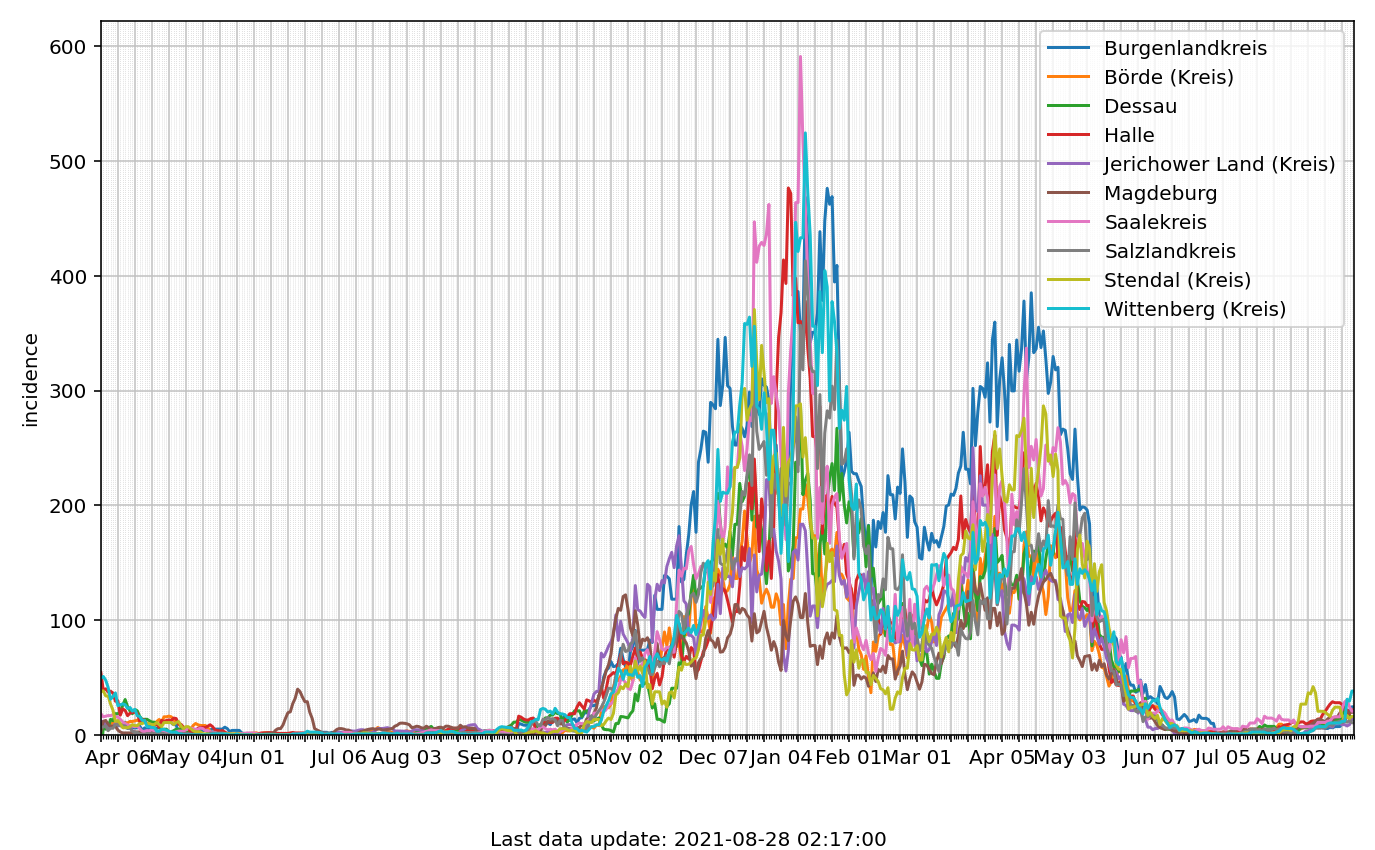 600
500
400
300
200
100
0
incidence
Burgenlandkreis
Börde (Kreis)
Dessau
Halle
Jerichower Land (Kreis)
Magdeburg
Saalekreis
Salzlandkreis
Stendal (Kreis)
Wittenberg (Kreis)
Apr 06 May 04 Jun 01 Jul 06 Aug 03 Sep 07 Oct 05 Nov 02 Dec 07 Jan 04 Feb 01 Mar 01 Apr 05 May 03 Jun 07 Jul 05 Aug 02
Last data update: 2021-08-28 02:17:00